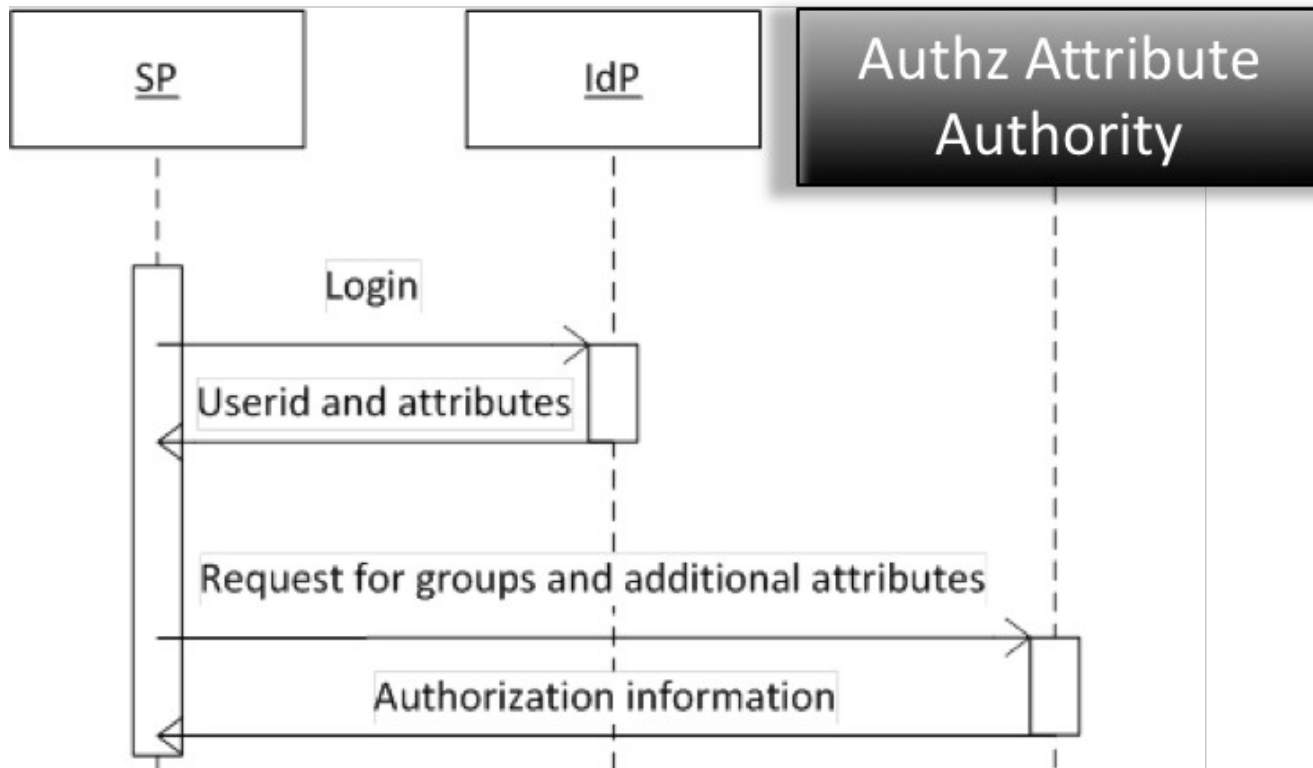 SP
IdP
Authz Attribute
Authority
Login
Userid and attributes
Request for groups and additional attributes
Authorization information